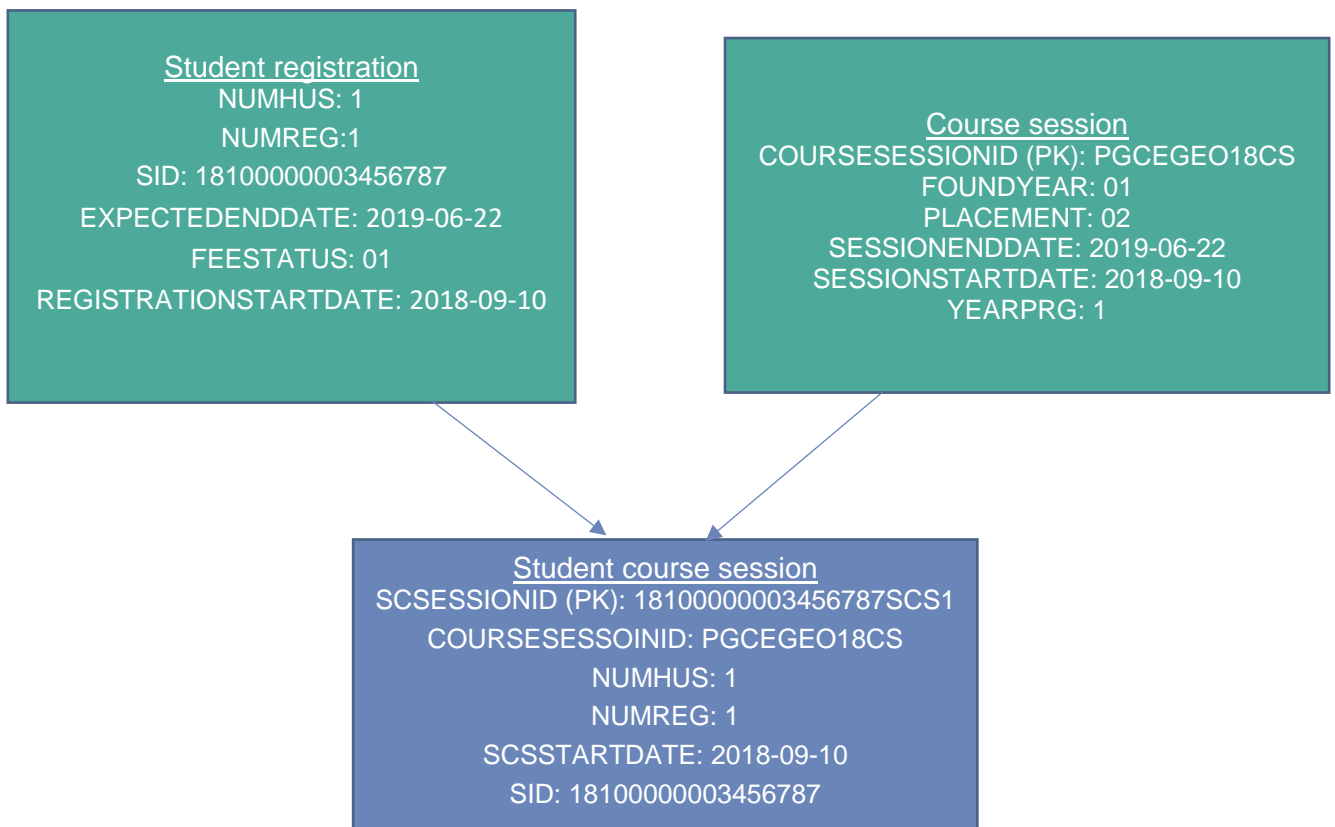 Student registration
NUMHUS: 1
NUMREG:1
SID: 18100000003456787
EXPECTEDENDDATE: 2019-06-22
FEESTATUS: 01
REGISTRATIONSTARTDATE: 2018-09-10
Course session
COURSESESSIONID (PK): PGCEGEO18CS
FOUNDYEAR: 01
PLACEMENT: 02
SESSIONENDDATE: 2019-06-22
SESSIONSTARTDATE: 2018-09-10
YEARPRG: 1
Student course session
SCSESSIONID (PK): 18100000003456787SCS1
COURSESESSOINID: PGCEGEO18CS
NUMHUS: 1
NUMREG: 1
SCSSTARTDATE: 2018-09-10
SID: 18100000003456787